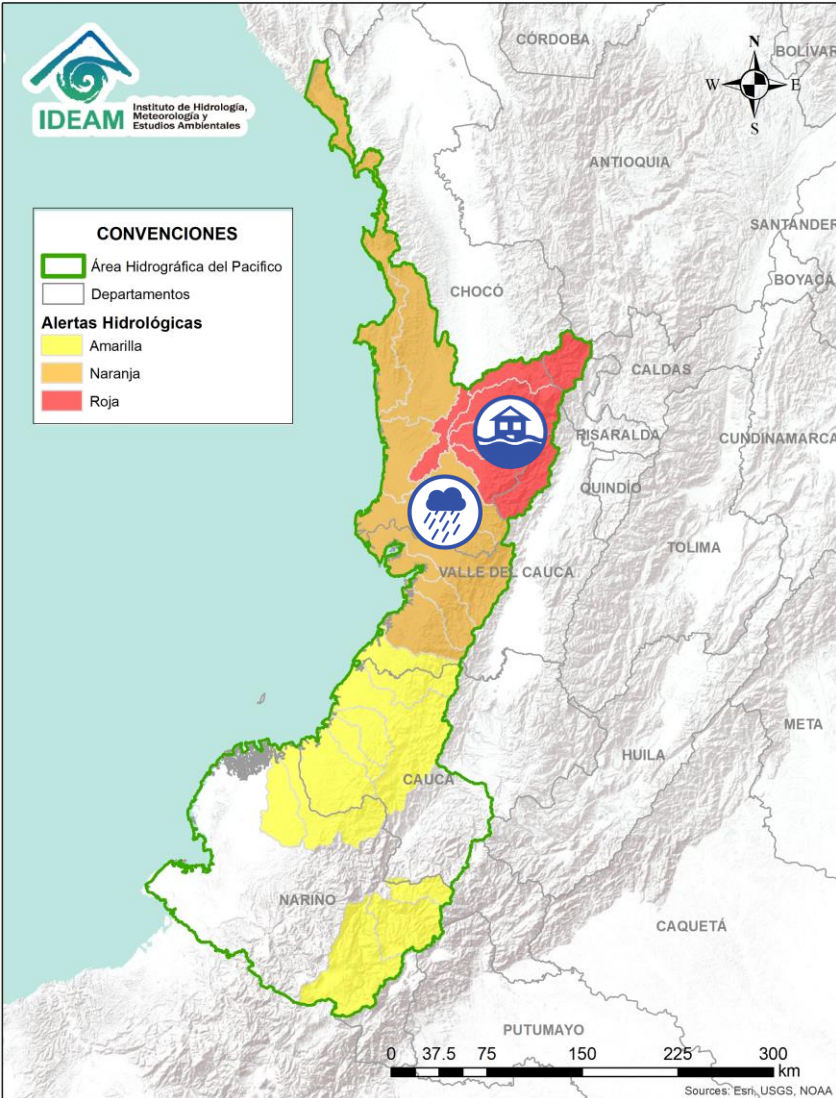 IDEAM
Instituto de Hidrología,
Meteorología y
Estudios Ambientales
N
W
E
S
CÓRDOBA
BOLÍVAR
ANTIOQUIA
SANTANDER
BOYACÁ
CONVENCIONES
Área Hidrográfica del Pacifico
Departamentos
Alertas Hidrológicas
Amarilla
Naranja
Roja
CHOCÓ
CALDAS
RISARALDA
CUNDINAMARCA
QUINDÍO
TOLIMA
VALLE DEL CAUCA
META
HUILA
CAUCA
NARIÑO
CAQUETÁ
PUTUMAYO
0 37.5 75 150 225 300
km
Sources: Esri, USGS, NOAA